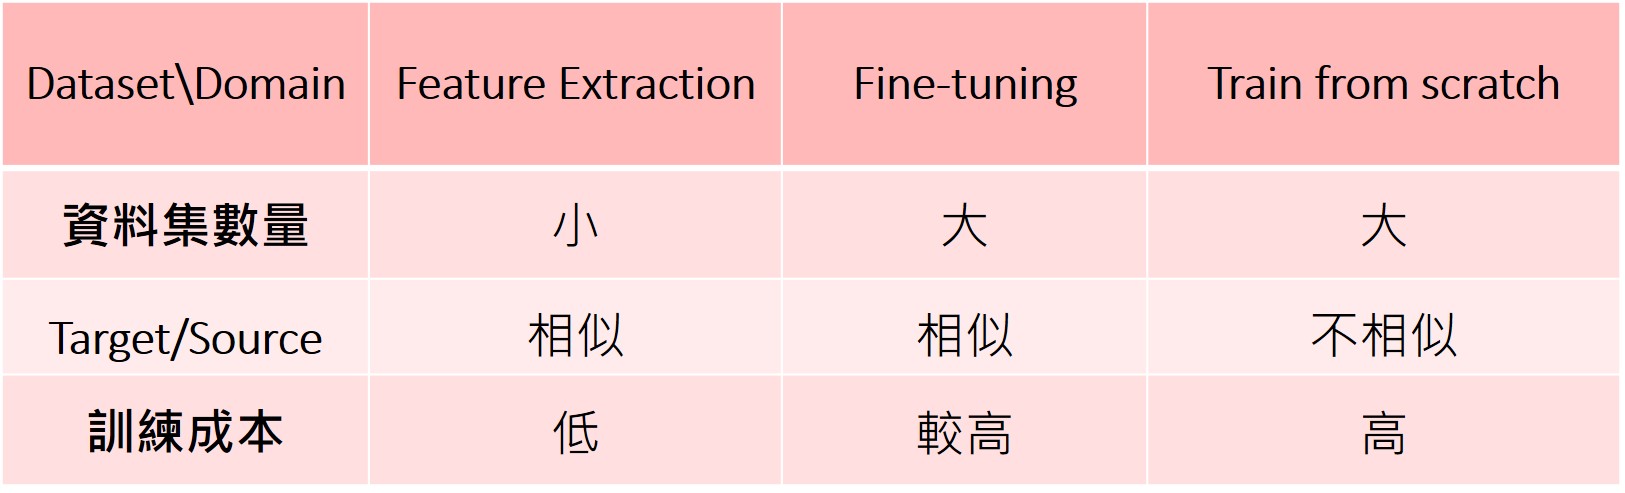 Dataset\Domain Feature Extraction Fine-tuning Train from scratch
資料集數量 小 大 大
Target/Source 相似 相似 不相似
訓練成本 低 較高 高